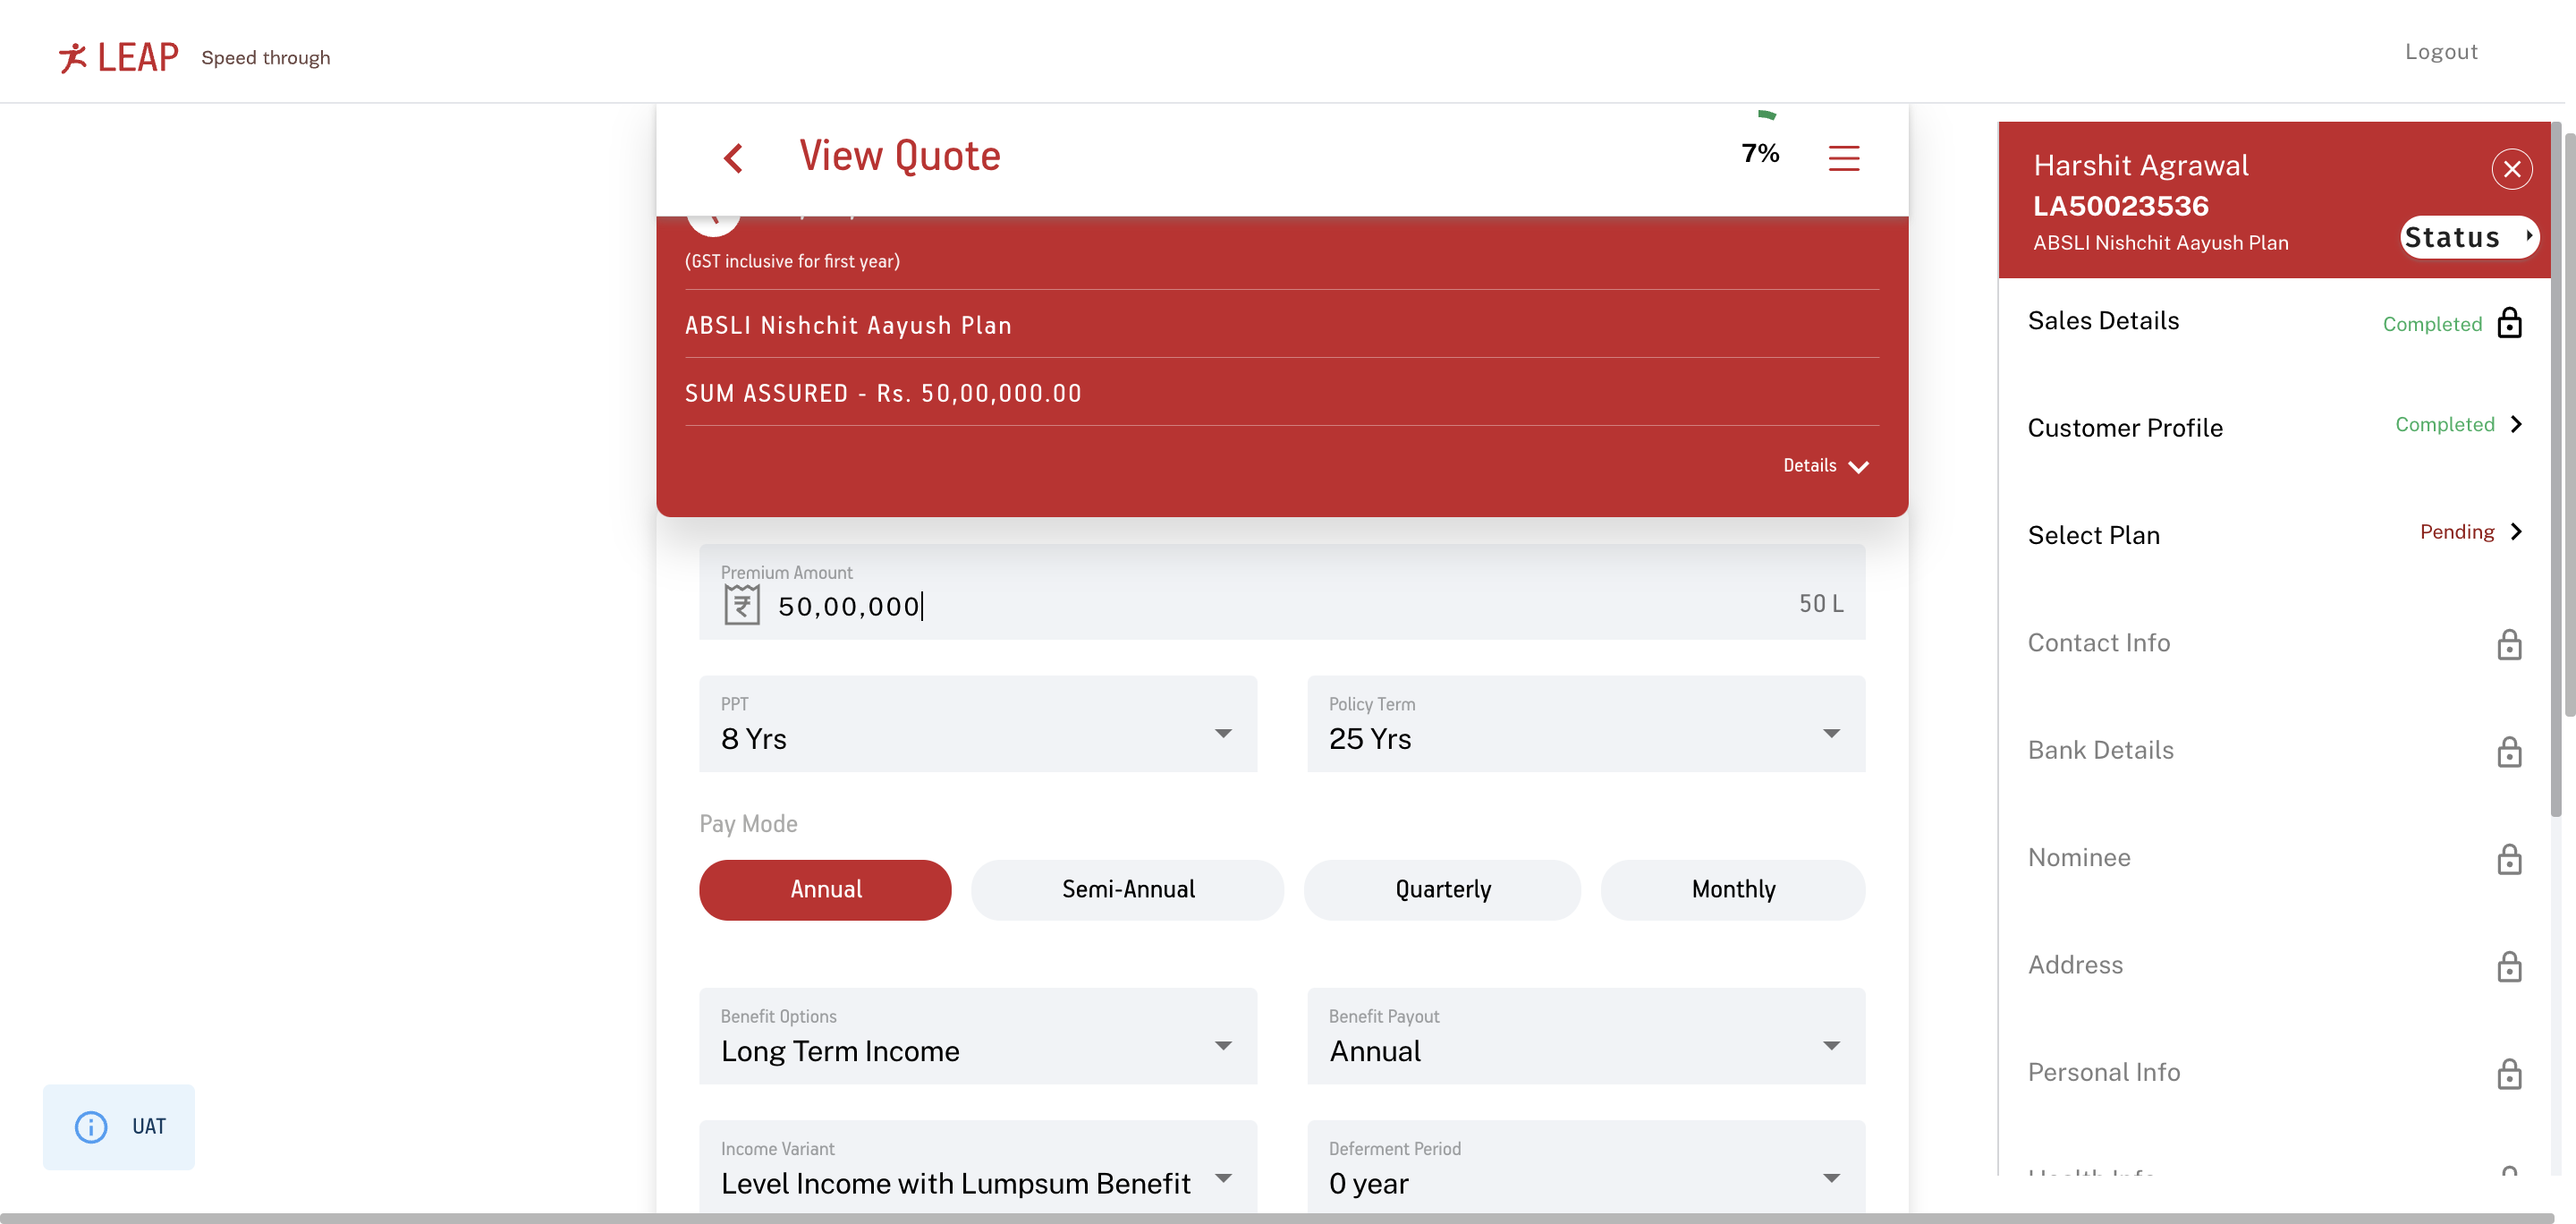 LEAP Speed through
Logout
View Quote
7%
(GST inclusive for first year)
ABSLI Nishchit Aayush Plan
SUM ASSURED - Rs. 50,00,000.00
Details
Premium Amount
50,00,000
50 L
PPT
8 Yrs
Policy Term
25 Yrs
Pay Mode
Annual
Semi-Annual
Quarterly
Monthly
Benefit Options
Long Term Income
Benefit Payout
Annual
Income Variant
Level Income with Lumpsum Benefit
Deferment Period
0 year
UAT
Harshit Agrawal
LA50023536
ABSLI Nishchit Aayush Plan
Status
Sales Details
Completed
Customer Profile
Completed
Select Plan
Pending
Contact Info
Bank Details
Nominee
Address
Personal Info
Health Info